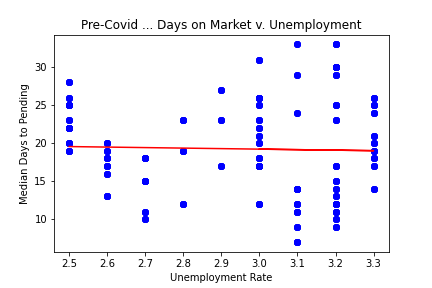 Pre-Covid ... Days on Market v. Unemployment
Median Days to Pending
30
25
20
15
10
2.5 2.6 2.7 2.8 2.9 3.0 3.1 3.2 3.3
Unemployment Rate